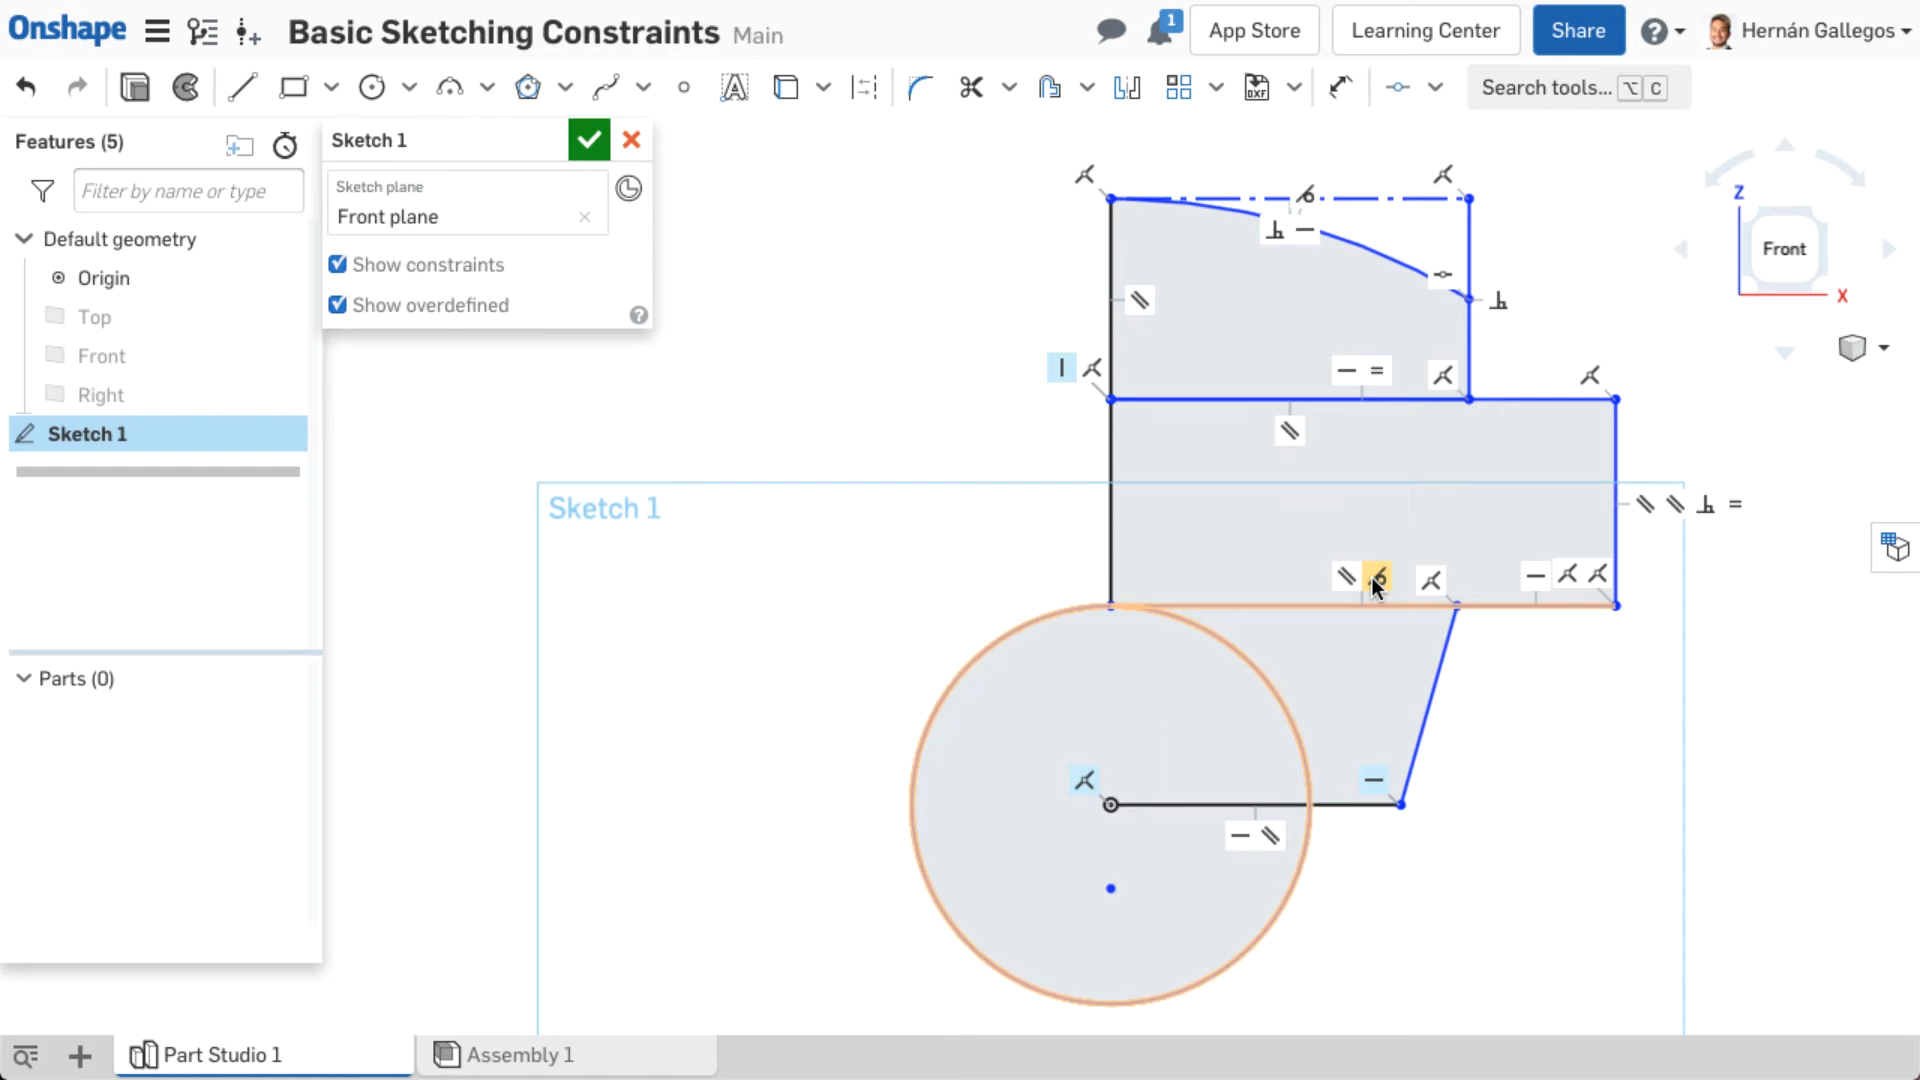 Onshape
Basic Sketching Constraints Main
1
App Store
Learning Center
Share
Hernán Gallegos
DXF
Search tools... ⌥ C
Features (5)
Filter by name or type
Default geometry
Origin
Top
Front
Right
Sketch 1
Parts (0)
Sketch 1
Sketch plane
Front plane
Show constraints
Show overdefined
Sketch 1
Z
Front
X
Part Studio 1
Assembly 1